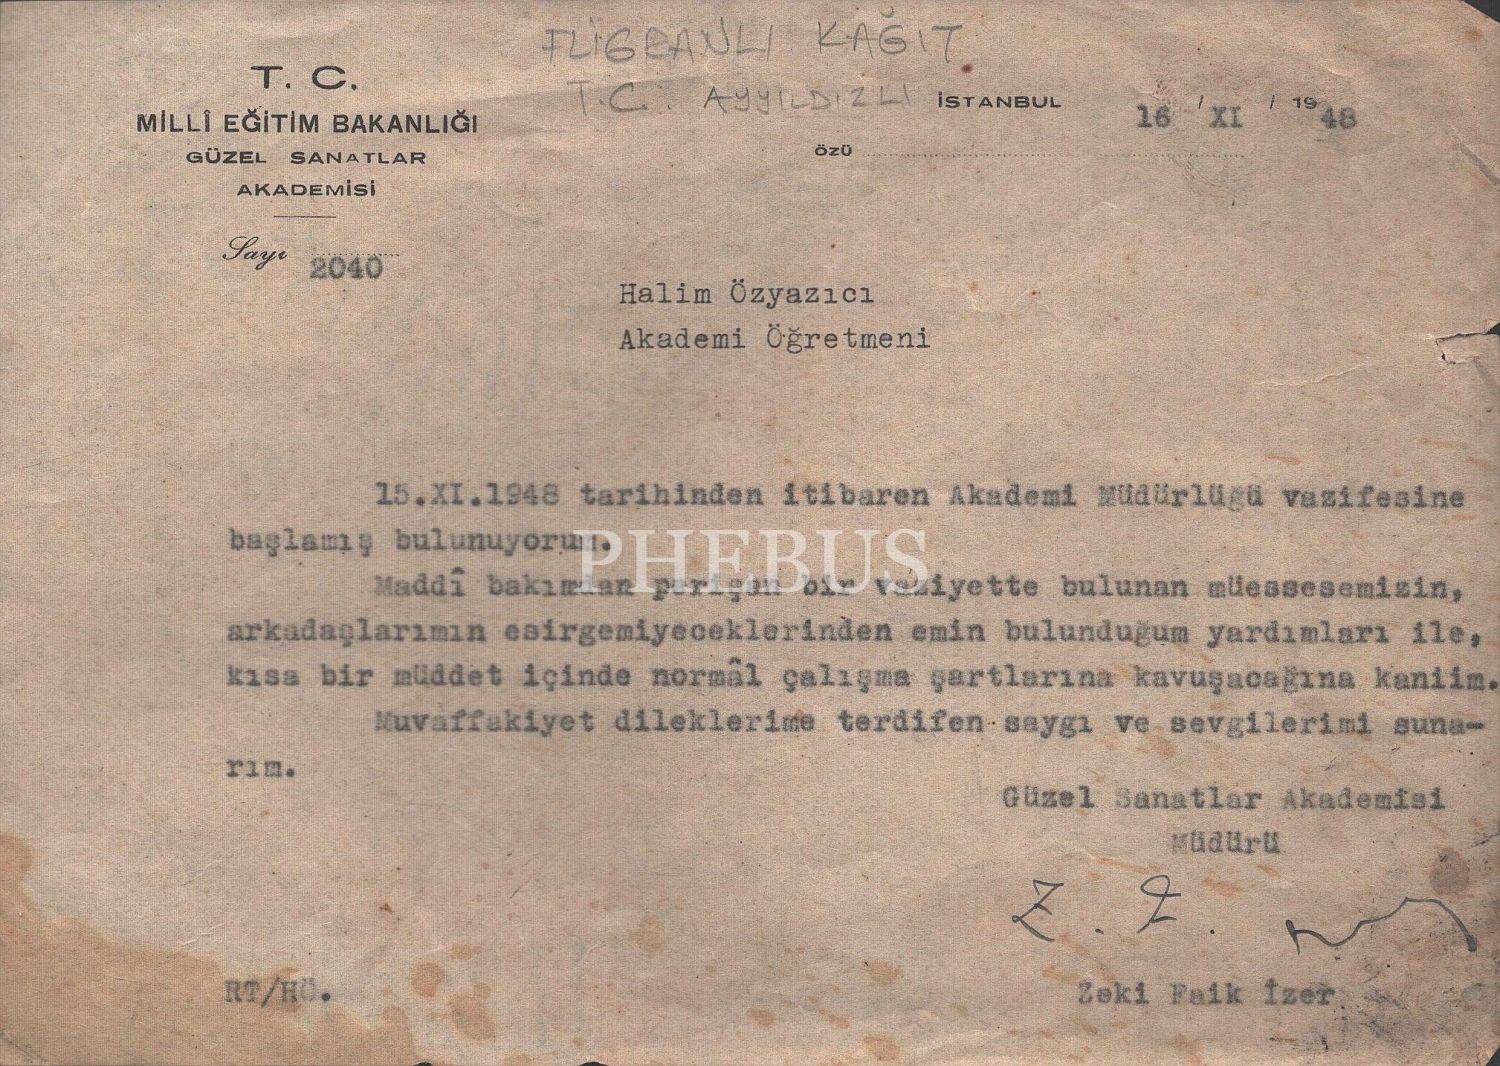 FLİGRANLI KAĞIT
T.C. AYYILDIZLI
T. C.
MİLLÎ EĞİTİM BAKANLIĞI
GÜZEL SANATLAR
AKADEMİSİ
Sayı 2040
İSTANBUL 16 / XI / 1948
özü
Halim Özyazıcı
Akademi Öğretmeni
15.XI.1948 tarihinden itibaren Akademi Müdürlüğü vazifesine
başlamış bulunuyorum.
Maddî bakımdan perişan bir vaziyette bulunan müessesemizin,
arkadaşlarımın esirgemiyeceklerinden emin bulunduğum yardımları ile,
kısa bir müddet içinde normâl çalışma şartlarına kavuşacağına kaniim.
Muvaffakiyet dileklerime terdifen saygı ve sevgilerimi suna-
rım.
Güzel Sanatlar Akademisi
Müdürü
RT/HÖ.
Zeki Faik İzer
PHEBUS